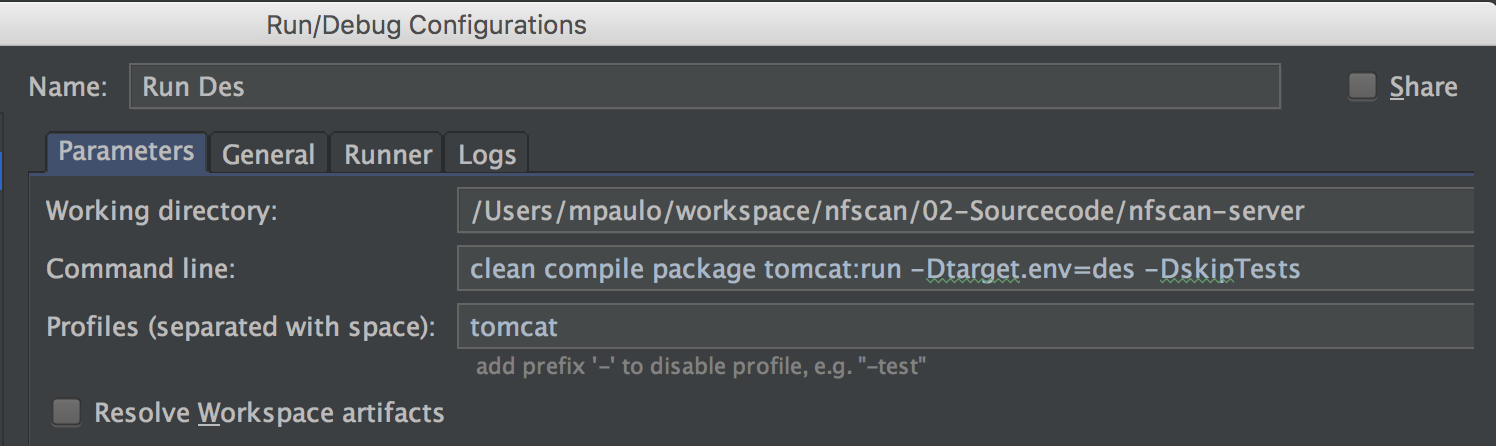 Run/Debug Configurations
Name: Run Des Share
Parameters General Runner Logs
Working directory: /Users/mpaulo/workspace/nfscan/02-Sourcecode/nfscan-server
Command line: clean compile package tomcat:run -Dtarget.env=des -DskipTests
Profiles (separated with space): tomcat
add prefix '-' to disable profile, e.g. "-test"
Resolve Workspace artifacts